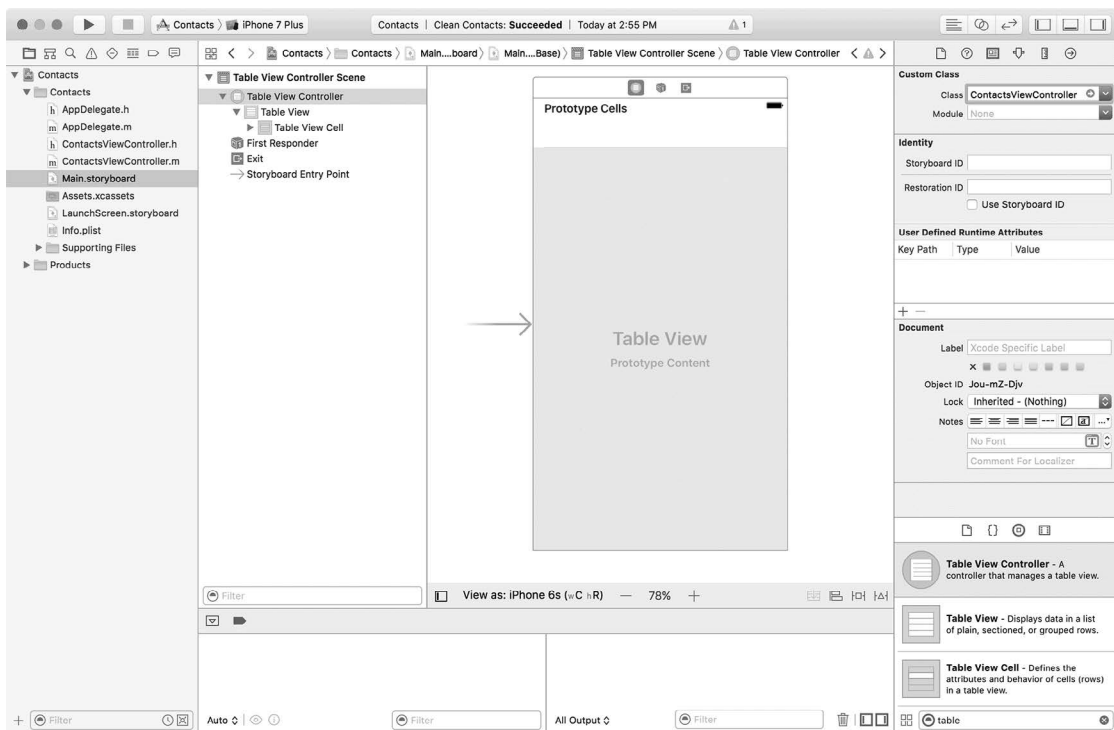 Contacts iPhone 7 Plus
Contacts | Clean Contacts: Succeeded | Today at 2:55 PM
1
Contacts Contacts Main....board Main....Base) Table View Controller Scene Table View Controller
Contacts
Contacts
h AppDelegate.h
m AppDelegate.m
h ContactsViewController.h
m ContactsViewController.m
Main.storyboard
Assets.xcassets
LaunchScreen.storyboard
Info.plist
Supporting Files
Products
Filter
Table View Controller Scene
Table View Controller
Table View
Table View Cell
First Responder
Exit
Storyboard Entry Point
Filter
Prototype Cells
Table View
Prototype Content
View as: iPhone 6s (wC hR) — 78% +
Auto
Filter
All Output
Filter
Custom Class
Class ContactsViewController
Module None
Identity
Storyboard ID
Restoration ID
Use Storyboard ID
User Defined Runtime Attributes
Key Path Type Value
+ —
Document
Label Xcode Specific Label
X
Object ID Jou-mZ-Djv
Lock Inherited - (Nothing)
Notes
No Font T
Comment For Localizer
{}
Table View Controller - A
controller that manages a table view.
Table View - Displays data in a list
of plain, sectioned, or grouped rows.
Table View Cell - Defines the
attributes and behavior of cells (rows)
in a table view.
table